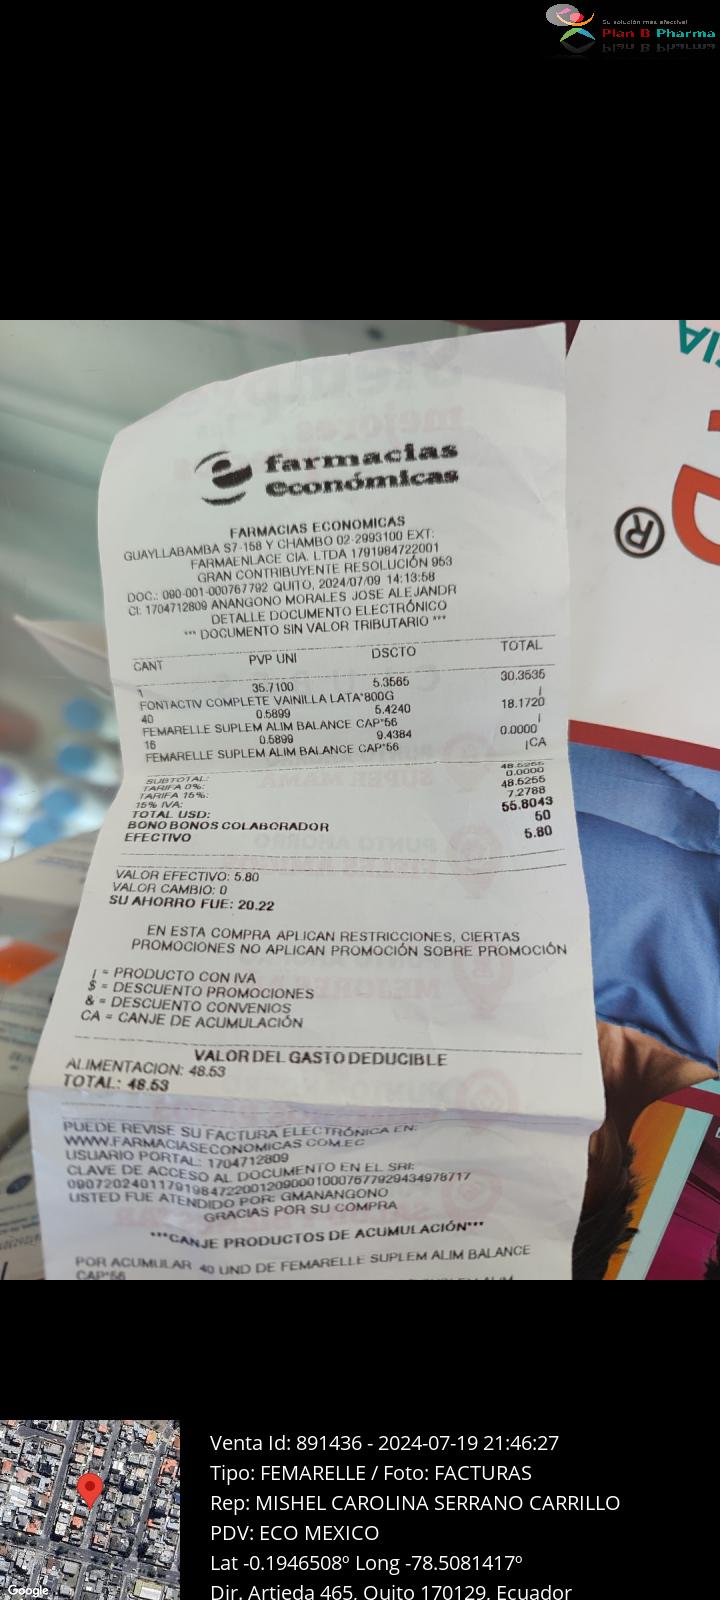 Su solución más efectiva!
Plan B Pharma
farmacias
económicas
FARMACIAS ECONOMICAS
GUAYLLABAMBA S7-158 Y CHAMBO 02-2993100 EXT:
FARMAENLACE CIA. LTDA 1791984722001
GRAN CONTRIBUYENTE RESOLUCIÓN 953
DOC.: 090-001-000767792 QUITO, 2024/07/09 14:13:58
CI: 1704712809 ANANGONO MORALES JOSE ALEJANDR
DETALLE DOCUMENTO ELECTRÓNICO
*** DOCUMENTO SIN VALOR TRIBUTARIO ***
CANT PVP UNI DSCTO TOTAL
1 35.7100 5.3565 30.3535
FONTACTIV COMPLETE VAINILLA LATA*800G I
40 0.5899 5.4240 18.1720
FEMARELLE SUPLEM ALIM BALANCE CAP*56 I
16 0.5899 9.4384 0.0000
FEMARELLE SUPLEM ALIM BALANCE CAP*56 ICA
SUBTOTAL: 48.5255
TARIFA 0%: 0.0000
TARIFA 15%: 48.5255
15% IVA: 7.2788
TOTAL USD: 55.8043
BONO BONOS COLABORADOR 50
EFECTIVO 5.80
VALOR EFECTIVO: 5.80
VALOR CAMBIO: 0
SU AHORRO FUE: 20.22
EN ESTA COMPRA APLICAN RESTRICCIONES, CIERTAS
PROMOCIONES NO APLICAN PROMOCIÓN SOBRE PROMOCIÓN
I = PRODUCTO CON IVA
$ = DESCUENTO PROMOCIONES
& = DESCUENTO CONVENIOS
CA = CANJE DE ACUMULACIÓN
VALOR DEL GASTO DEDUCIBLE
ALIMENTACION: 48.53
TOTAL: 48.53
PUEDE REVISE SU FACTURA ELECTRÓNICA EN:
WWW.FARMACIASECONOMICAS.COM.EC
USUARIO PORTAL: 1704712809
CLAVE DE ACCESO AL DOCUMENTO EN EL SRI:
0907202401179198472200120900010007677929434978717
USTED FUE ATENDIDO POR: GMANANGONO
GRACIAS POR SU COMPRA
***CANJE PRODUCTOS DE ACUMULACIÓN***
POR ACUMULAR 40 UND DE FEMARELLE SUPLEM ALIM BALANCE
CAP*56
Venta Id: 891436 - 2024-07-19 21:46:27
Tipo: FEMARELLE / Foto: FACTURAS
Rep: MISHEL CAROLINA SERRANO CARRILLO
PDV: ECO MEXICO
Lat -0.1946508º Long -78.5081417º
Dir. Artieda 465, Quito 170129, Ecuador
Google